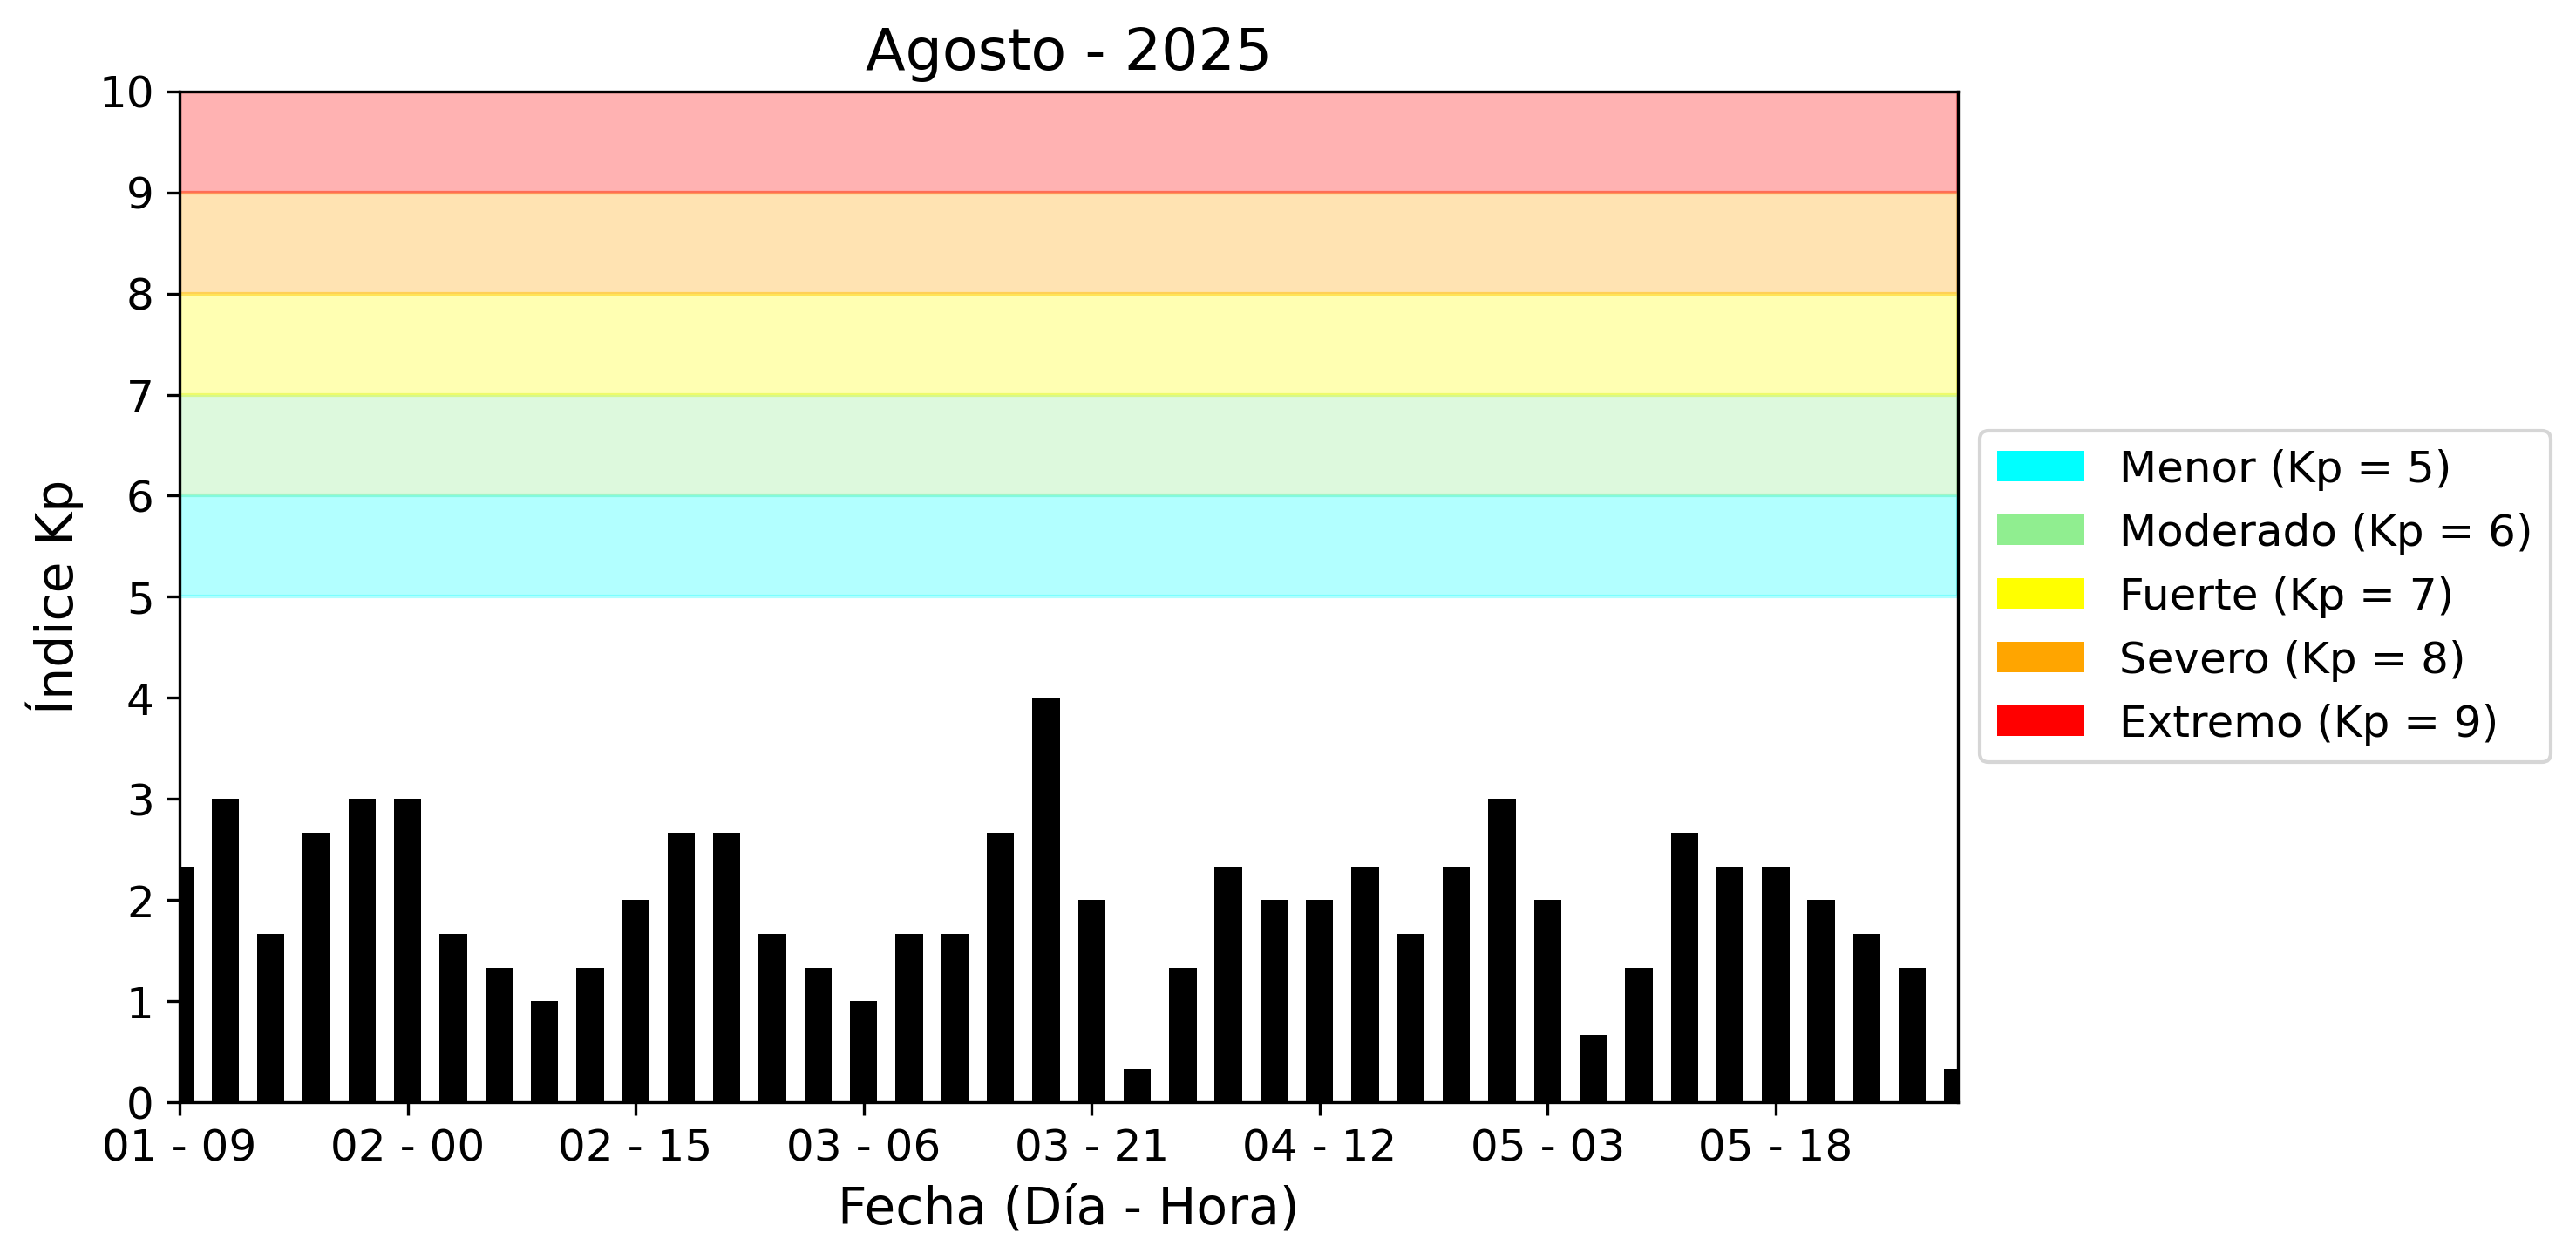 Agosto - 2025
10
9
8
7
6
5
4
3
2
1
0
Índice Kp
01 - 09
02 - 00
02 - 15
03 - 06
03 - 21
04 - 12
05 - 03
05 - 18
Fecha (Día - Hora)
Menor (Kp = 5)
Moderado (Kp = 6)
Fuerte (Kp = 7)
Severo (Kp = 8)
Extremo (Kp = 9)